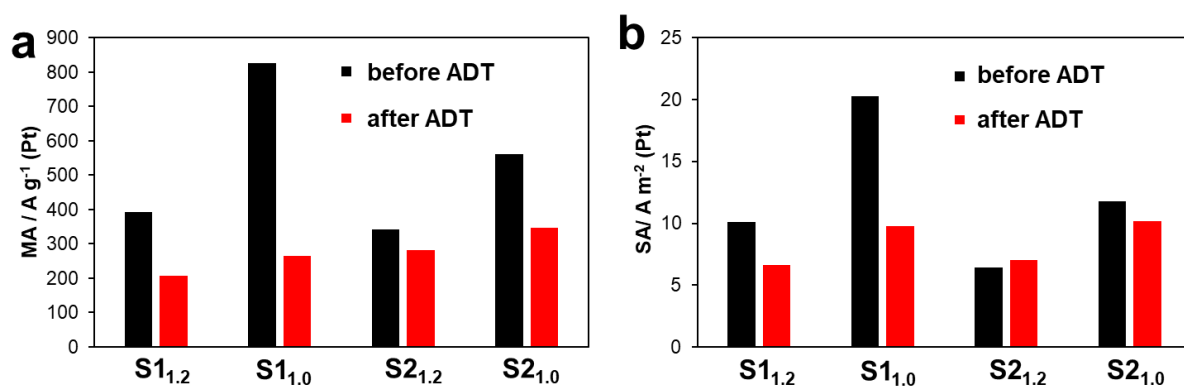 a
MA / A g⁻¹ (Pt)
900
800
700
600
500
400
300
200
100
0
before ADT
after ADT
S1₁.₂
S1₁.₀
S2₁.₂
S2₁.₀
b
SA/ A m⁻² (Pt)
25
20
15
10
5
0
before ADT
after ADT
S1₁.₂
S1₁.₀
S2₁.₂
S2₁.₀